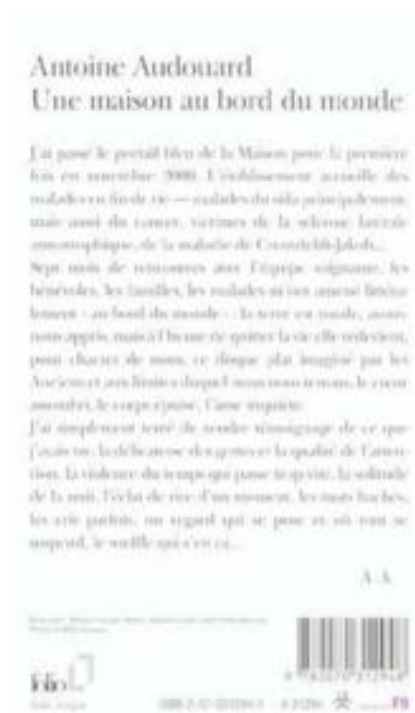 Antoine Audouard
Une maison au bord du monde
J'ai passé le portail bleu de la Maison pour la première
fois en novembre 2000. L'établissement accueille des
malades en fin de vie — malades du sida principalement,
mais aussi du cancer, victimes de la sclérose latérale
amyotrophique, de la maladie de Creutzfeldt-Jakob...
Sept mois de rencontres avec l'équipe soignante, les
bénévoles, les familles, les malades m'ont amené littéra-
lement « au bord du monde » : la terre est ronde, avons-
nous appris, mais à l'heure de quitter la vie elle redevient,
pour chacun de nous, ce disque plat imaginé par les
Anciens et aux limites duquel nous nous tenons, le cœur
assombri, le corps épuisé, l'âme inquiète.
J'ai simplement tenté de rendre témoignage de ce que
j'avais vu, la délicatesse des gestes et la qualité de l'atten-
tion, la violence du temps qui passe trop vite, la solitude
de la nuit, l'éclat de rire d'un moment, les mots hachés,
les cris parfois, un regard qui se pose et où tout se
suspend, le souffle qui s'en va...
A. A.
folio
F8